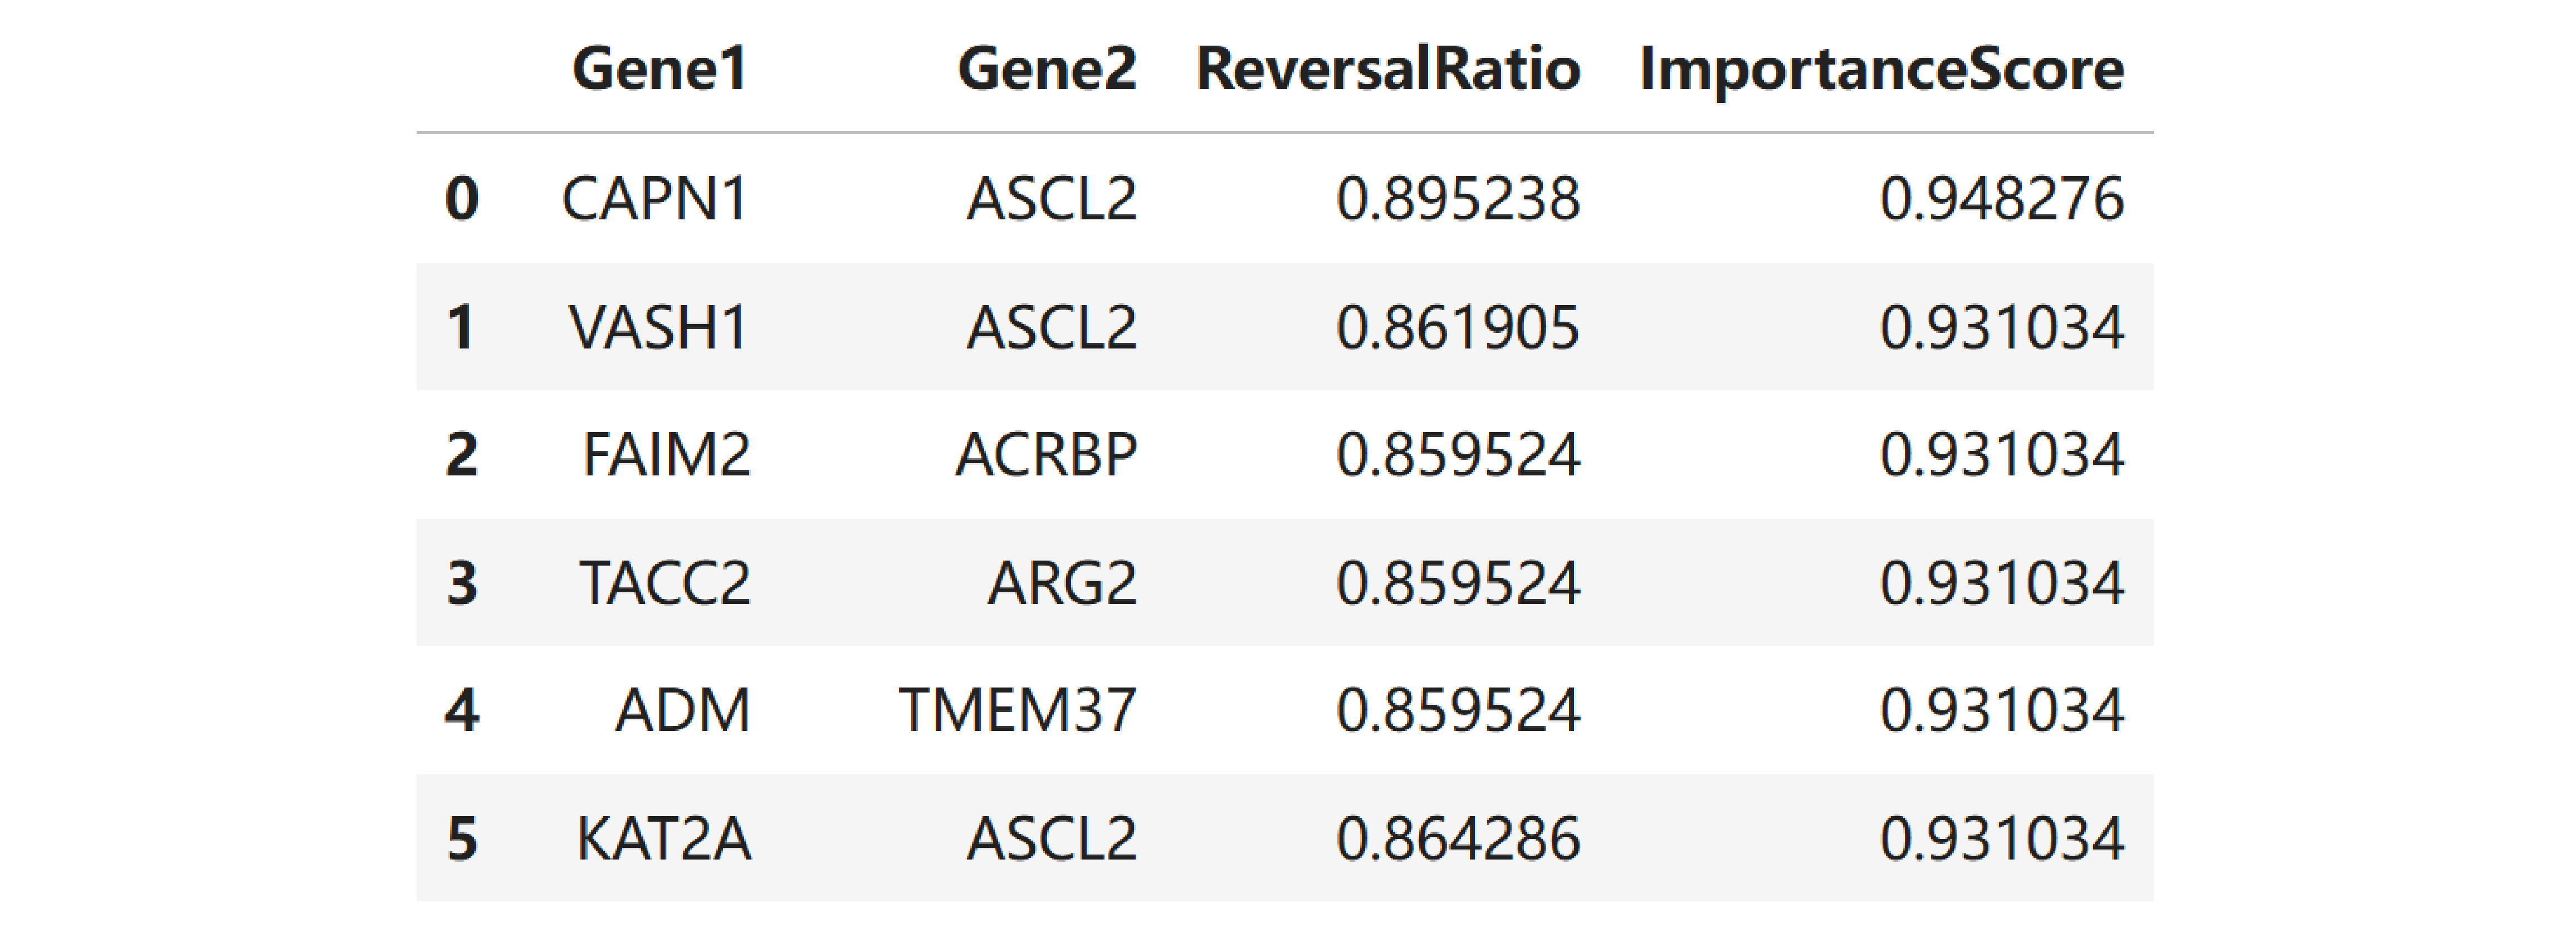 Gene1 Gene2 ReversalRatio ImportanceScore
0 CAPN1 ASCL2 0.895238 0.948276
1 VASH1 ASCL2 0.861905 0.931034
2 FAIM2 ACRBP 0.859524 0.931034
3 TACC2 ARG2 0.859524 0.931034
4 ADM TMEM37 0.859524 0.931034
5 KAT2A ASCL2 0.864286 0.931034